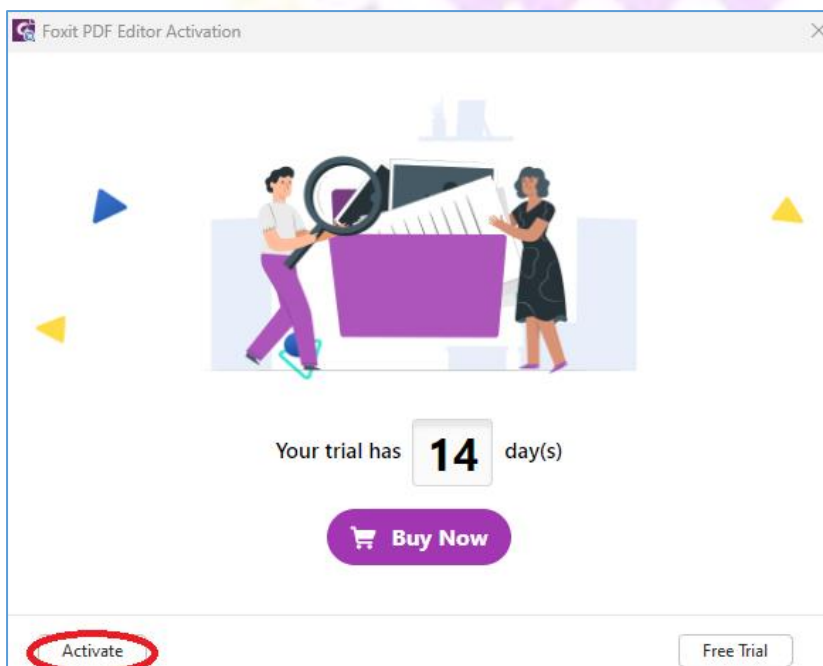 Foxit PDF Editor Activation
Your trial has 14 day(s)
Buy Now
Activate
Free Trial